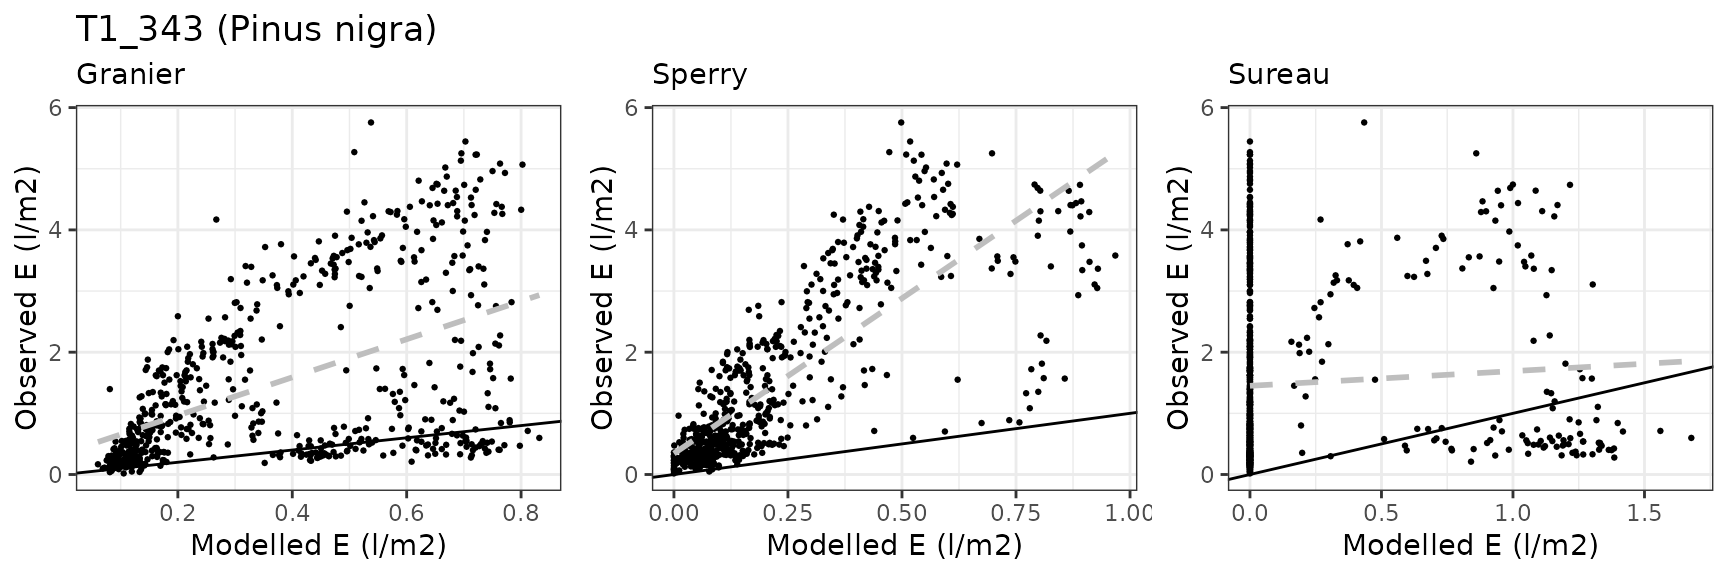 T1_343 (Pinus nigra)
Granier
Sperry
Sureau
Observed E (l/m2)
6
4
2
0
0.2
0.4
0.6
0.8
Modelled E (l/m2)
Observed E (l/m2)
6
4
2
0
0.00
0.25
0.50
0.75
1.00
Modelled E (l/m2)
Observed E (l/m2)
6
4
2
0
0.0
0.5
1.0
1.5
Modelled E (l/m2)